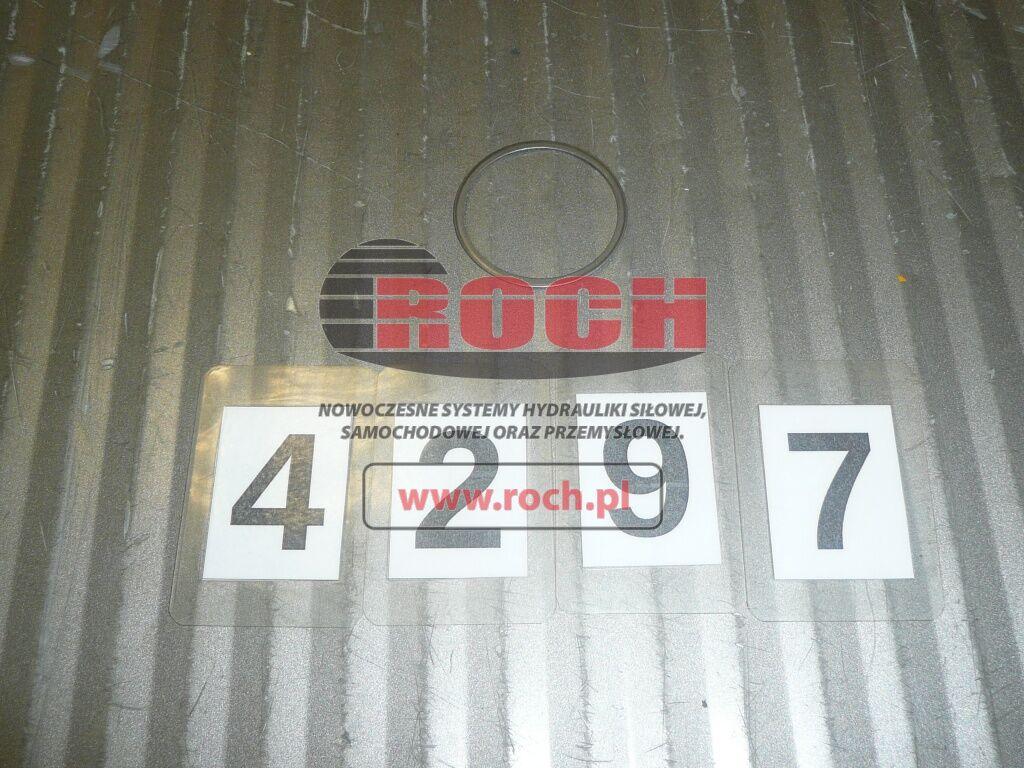 ROCH
NOWOCZESNE SYSTEMY HYDRAULIKI SIŁOWEJ,
SAMOCHODOWEJ ORAZ PRZEMYSŁOWEJ.
4 2 9 7
www.roch.pl